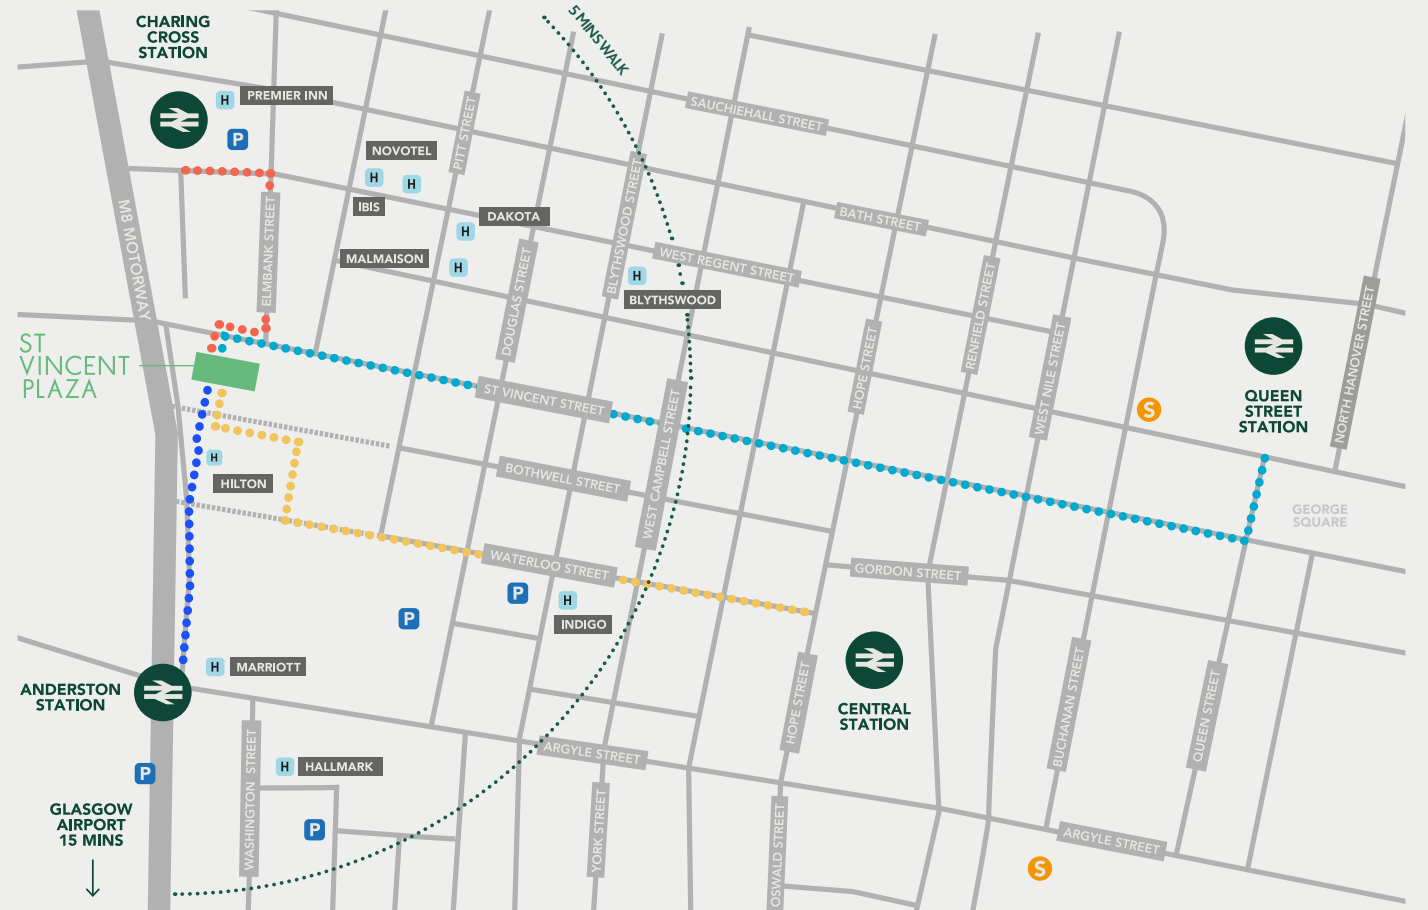 CHARING
CROSS
STATION
5 MINS WALK
H
PREMIER INN
P
SAUCHIEHALL STREET
PITT STREET
NOVOTEL
H
H
IBIS
DAKOTA
H
MALMAISON
H
M8 MOTORWAY
ELMBANK STREET
BLYTHSWOOD STREET
BATH STREET
WEST REGENT STREET
H
BLYTHSWOOD
DOUGLAS STREET
RENFIELD STREET
HOPE STREET
WEST NILE STREET
NORTH HANOVER STREET
ST
VINCENT
PLAZA
ST VINCENT STREET
WEST CAMPBELL STREET
S
QUEEN
STREET
STATION
H
HILTON
BOTHWELL STREET
GEORGE
SQUARE
WATERLOO STREET
GORDON STREET
P
P
H
INDIGO
H
MARRIOTT
ANDERSTON
STATION
CENTRAL
STATION
HOPE STREET
BUCHANAN STREET
QUEEN STREET
ARGYLE STREET
WASHINGTON STREET
H
HALLMARK
P
P
GLASGOW
AIRPORT
15 MINS
YORK STREET
OSWALD STREET
ARGYLE STREET
S